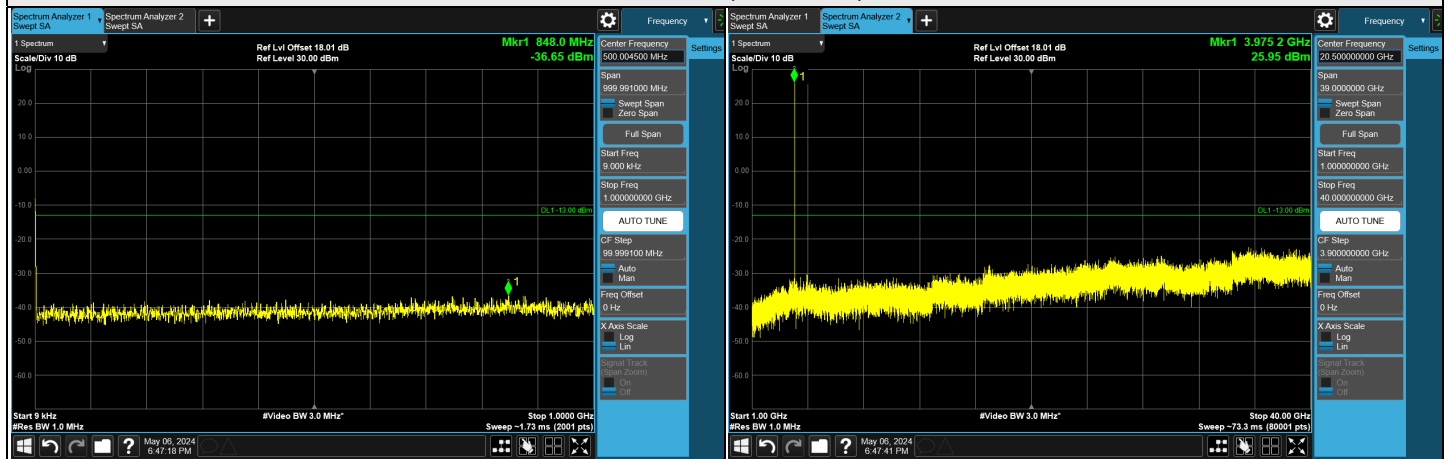 Spectrum Analyzer 1
Swept SA
Spectrum Analyzer 2
Swept SA
Frequency
1 Spectrum
Scale/Div 10 dB
Log
Ref Lvl Offset 18.01 dB
Ref Level 30.00 dBm
Mkr1 848.0 MHz
-36.65 dBm
20.0
10.0
0.00
-10.0
-20.0
-30.0
-40.0
-50.0
-60.0
DL1 -13.00 dBm
1
Start 9 kHz
#Res BW 1.0 MHz
#Video BW 3.0 MHz*
Stop 1.0000 GHz
Sweep ~1.73 ms (2001 pts)
Center Frequency
500.004500 MHz
Settings
Span
999.991000 MHz
Swept Span
Zero Span
Full Span
Start Freq
9.000 kHz
Stop Freq
1.000000000 GHz
AUTO TUNE
CF Step
99.999100 MHz
Auto
Man
Freq Offset
0 Hz
X Axis Scale
Log
Lin
Signal Track
(Span Zoom)
On
Off
May 06, 2024
6:47:18 PM
Spectrum Analyzer 1
Swept SA
Spectrum Analyzer 2
Swept SA
Frequency
1 Spectrum
Scale/Div 10 dB
Log
Ref Lvl Offset 18.01 dB
Ref Level 30.00 dBm
Mkr1 3.975 2 GHz
25.95 dBm
1
20.0
10.0
0.00
-10.0
-20.0
-30.0
-40.0
-50.0
-60.0
DL1 -13.00 dBm
Start 1.00 GHz
#Res BW 1.0 MHz
#Video BW 3.0 MHz*
Stop 40.00 GHz
Sweep ~73.3 ms (80001 pts)
Center Frequency
20.500000000 GHz
Settings
Span
39.0000000 GHz
Swept Span
Zero Span
Full Span
Start Freq
1.000000000 GHz
Stop Freq
40.000000000 GHz
AUTO TUNE
CF Step
3.900000000 GHz
Auto
Man
Freq Offset
0 Hz
X Axis Scale
Log
Lin
Signal Track
(Span Zoom)
On
Off
May 06, 2024
6:47:41 PM